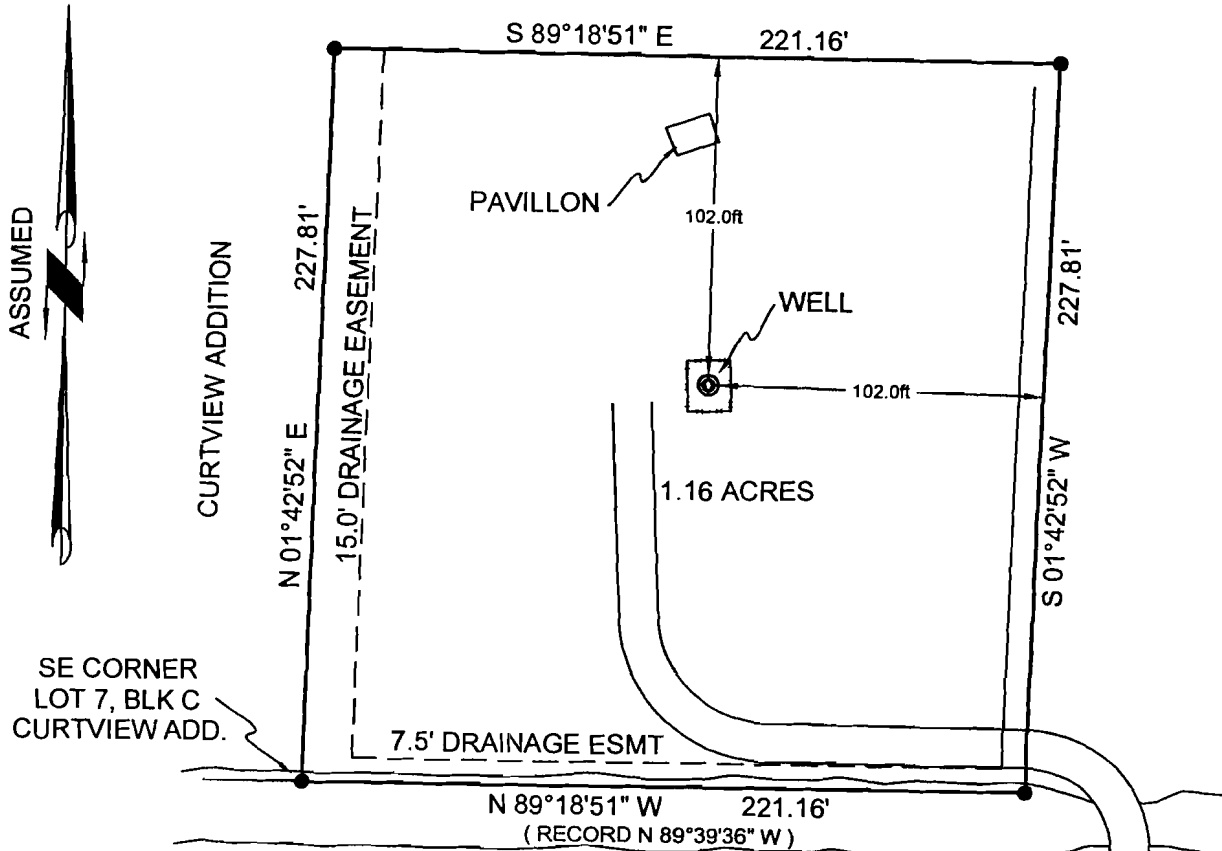 S 89°18'51" E 221.16'
ASSUMED
CURTVIEW ADDITION
N 01°42'52" E 227.81'
15.0' DRAINAGE EASEMENT
PAVILLON
102.0ft
WELL
102.0ft
227.81'
S 01°42'52" W
1.16 ACRES
SE CORNER
LOT 7, BLK C
CURTVIEW ADD.
7.5' DRAINAGE ESMT
N 89°18'51" W 221.16'
( RECORD N 89°39'36" W )